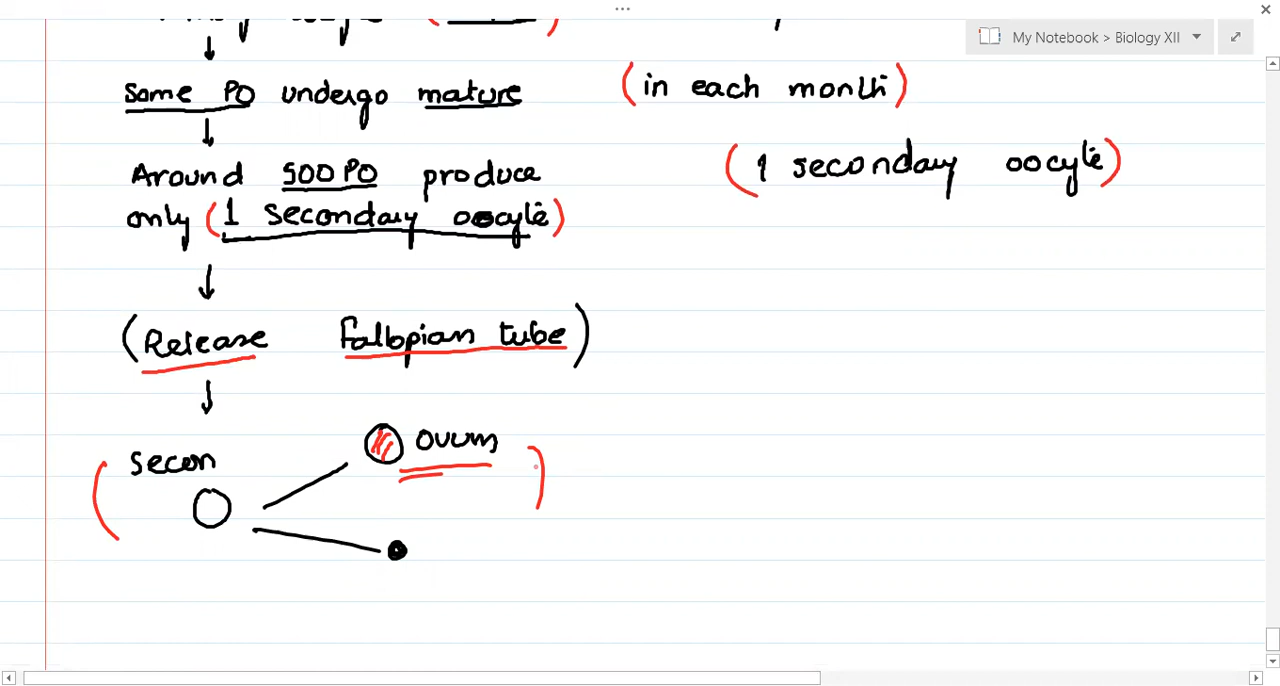 My Notebook > Biology XII
Some PO undergo mature (in each month)
Around 500 PO produce (1 secondary oocyte)
only (1 secondary oocyte)
(Release Fallopian tube)
Secon ovum